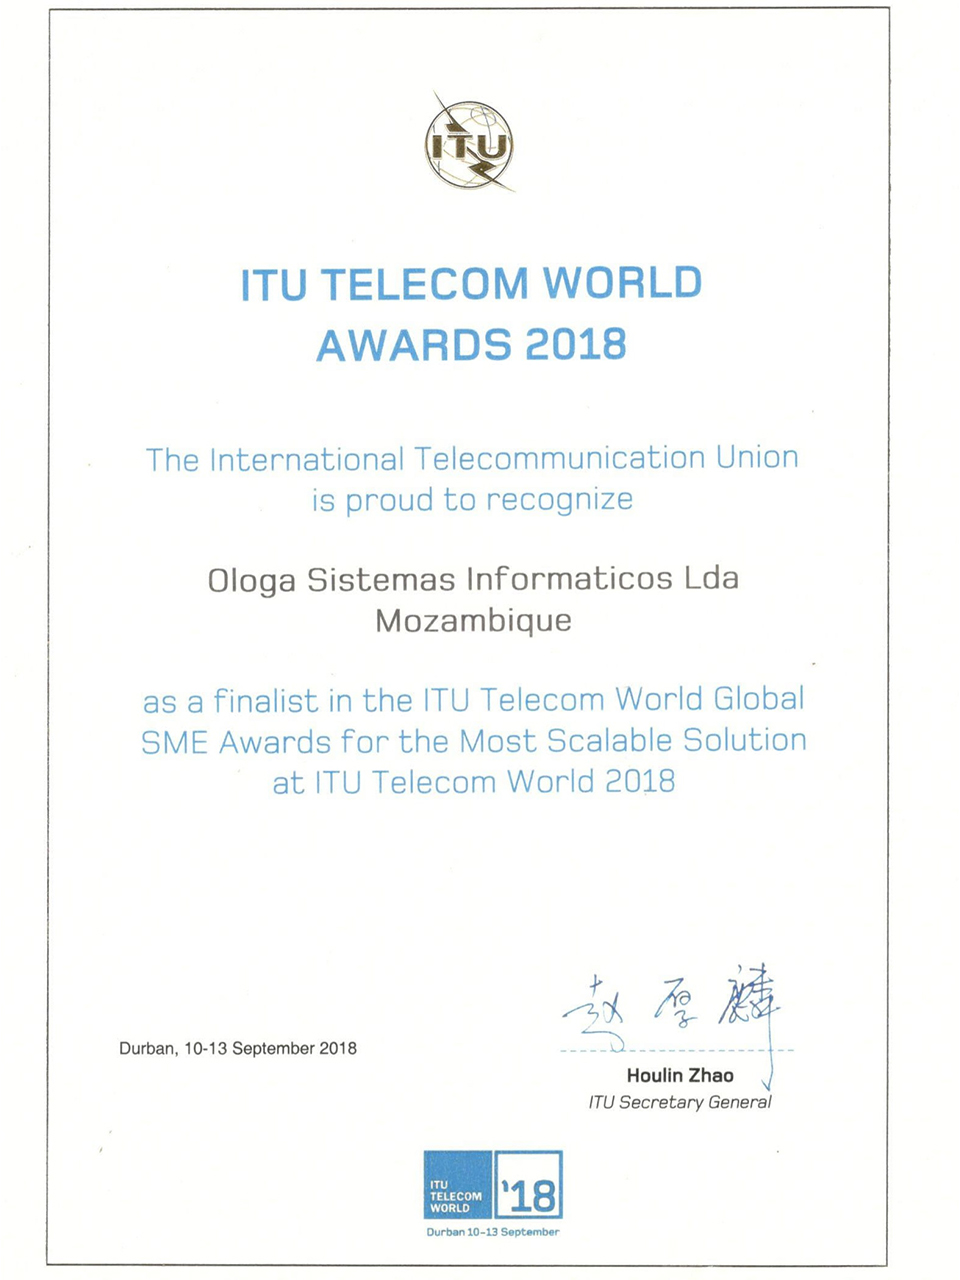 ITU
ITU TELECOM WORLD
AWARDS 2018
The International Telecommunication Union
is proud to recognize
Ologa Sistemas Informaticos Lda
Mozambique
as a finalist in the ITU Telecom World Global
SME Awards for the Most Scalable Solution
at ITU Telecom World 2018
赵厚麟
Durban, 10-13 September 2018
Houlin Zhao
ITU Secretary General
ITU
TELECOM
WORLD
'18
Durban 10-13 September